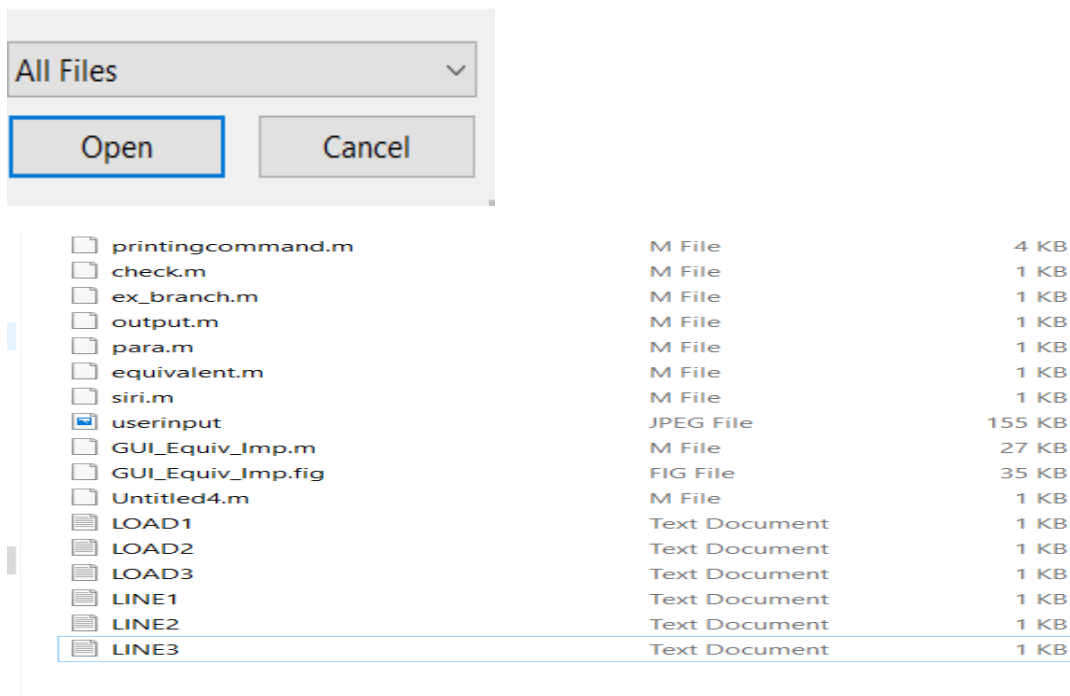 All Files
Open Cancel
printingcommand.m M File 4 KB
check.m M File 1 KB
ex_branch.m M File 1 KB
output.m M File 1 KB
para.m M File 1 KB
equivalent.m M File 1 KB
siri.m M File 1 KB
userinput JPEG File 155 KB
GUI_Equiv_Imp.m M File 27 KB
GUI_Equiv_Imp.fig FIG File 35 KB
Untitled4.m M File 1 KB
LOAD1 Text Document 1 KB
LOAD2 Text Document 1 KB
LOAD3 Text Document 1 KB
LINE1 Text Document 1 KB
LINE2 Text Document 1 KB
LINE3 Text Document 1 KB